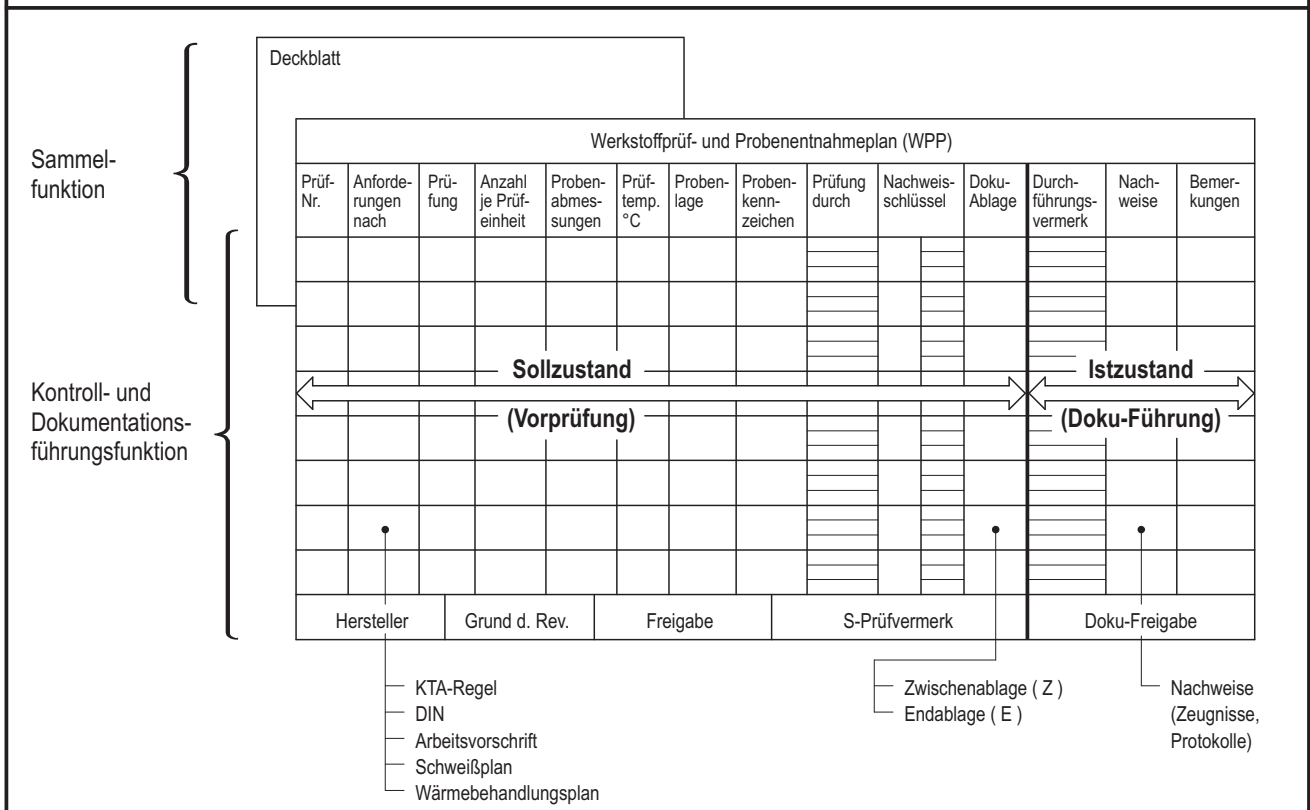 Deckblatt
Sammel-
funktion
Werkstoffprüf- und Probenentnahmeplan (WPP)
Prüf-
Nr.
Anforde-
rungen
nach
Prü-
fung
Anzahl
je Prüf-
einheit
Proben-
abmes-
sungen
Prüf-
temp.
°C
Proben-
lage
Proben-
kenn-
zeichen
Prüfung
durch
Nachweis-
schlüssel
Doku-
Ablage
Durch-
führungs-
vermerk
Nach-
weise
Bemer-
kungen
Kontroll- und
Dokumentations-
führungsfunktion
Sollzustand
(Vorprüfung)
Istzustand
(Doku-Führung)
Hersteller
Grund d. Rev.
Freigabe
S-Prüfvermerk
Doku-Freigabe
KTA-Regel
DIN
Arbeitsvorschrift
Schweißplan
Wärmebehandlungsplan
Zwischenablage ( Z )
Endablage ( E )
Nachweise
(Zeugnisse,
Protokolle)